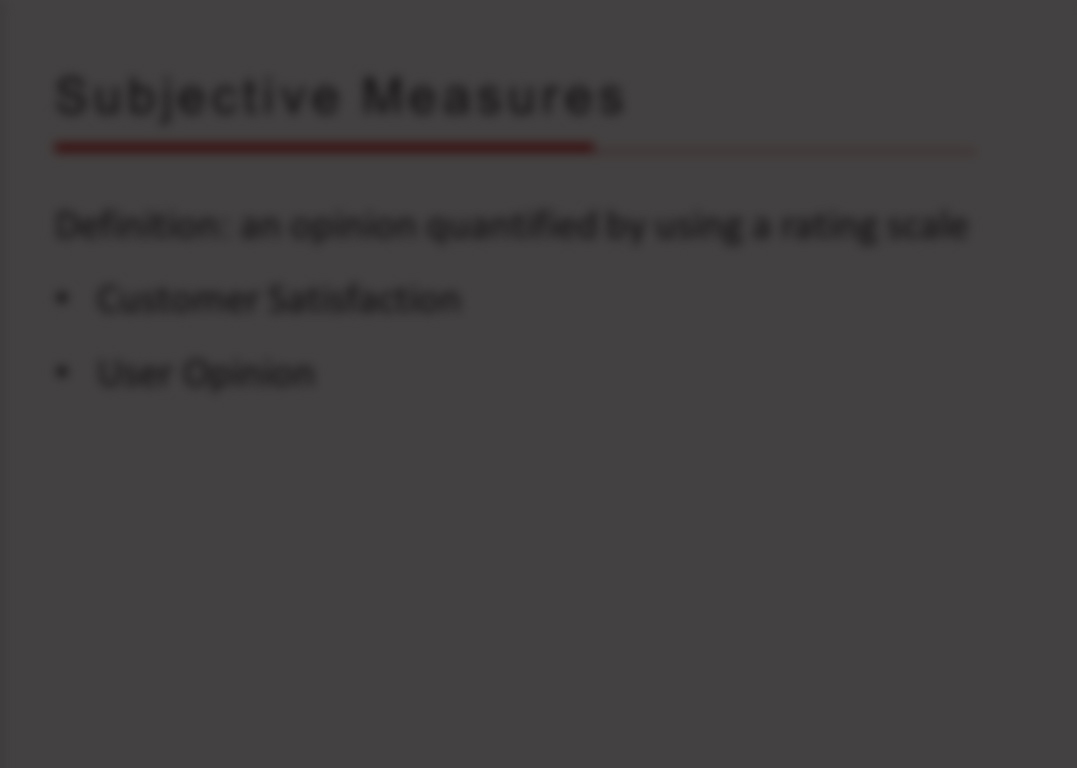 Subjective Measures
Definition: an opinion quantified by using a rating scale
• Customer Satisfaction
• User Opinion